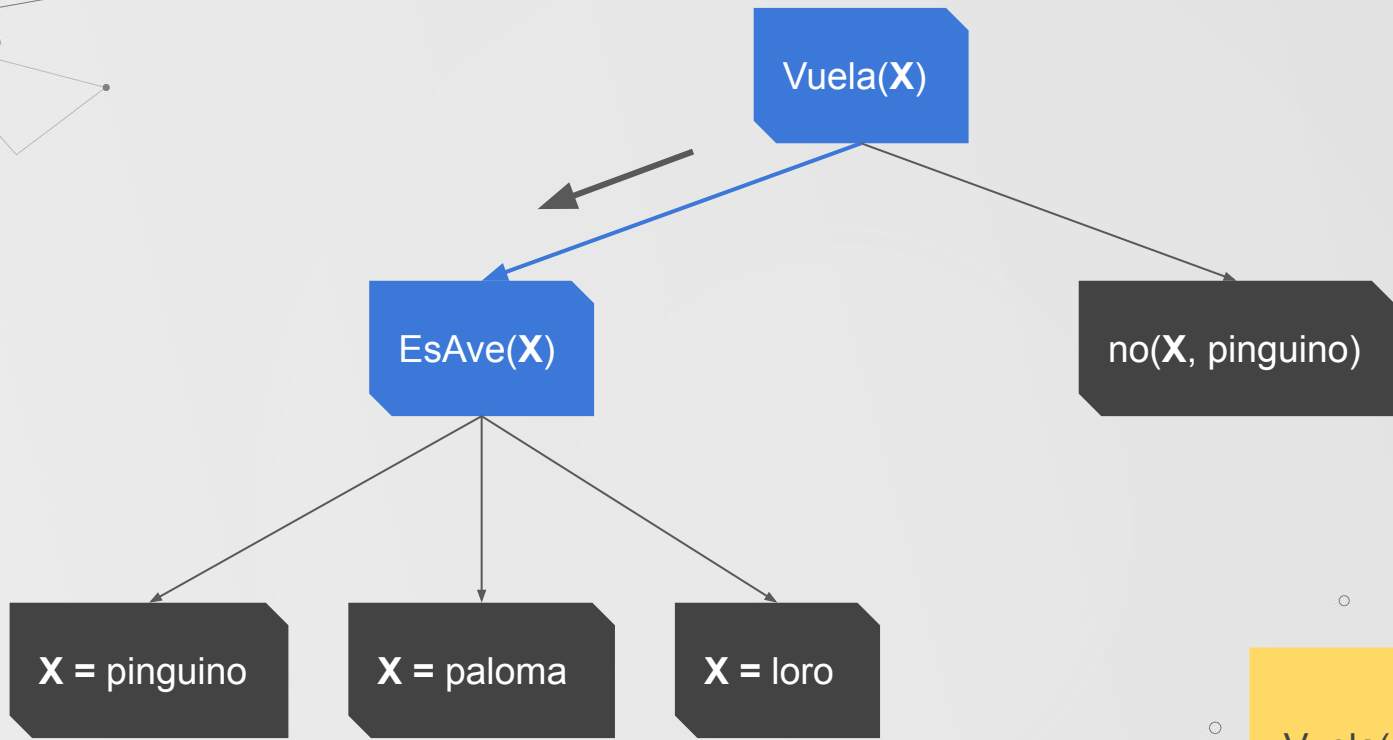 Vuela(X)
EsAve(X)
no(X, pinguino)
X = pinguino
X = paloma
X = loro